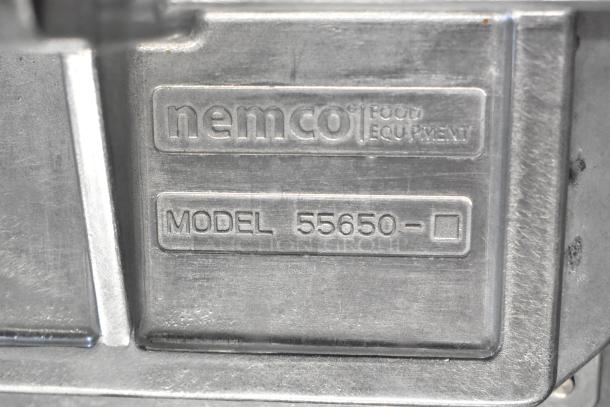 nemco® FOOD
EQUIPMENT
MODEL 55650-□